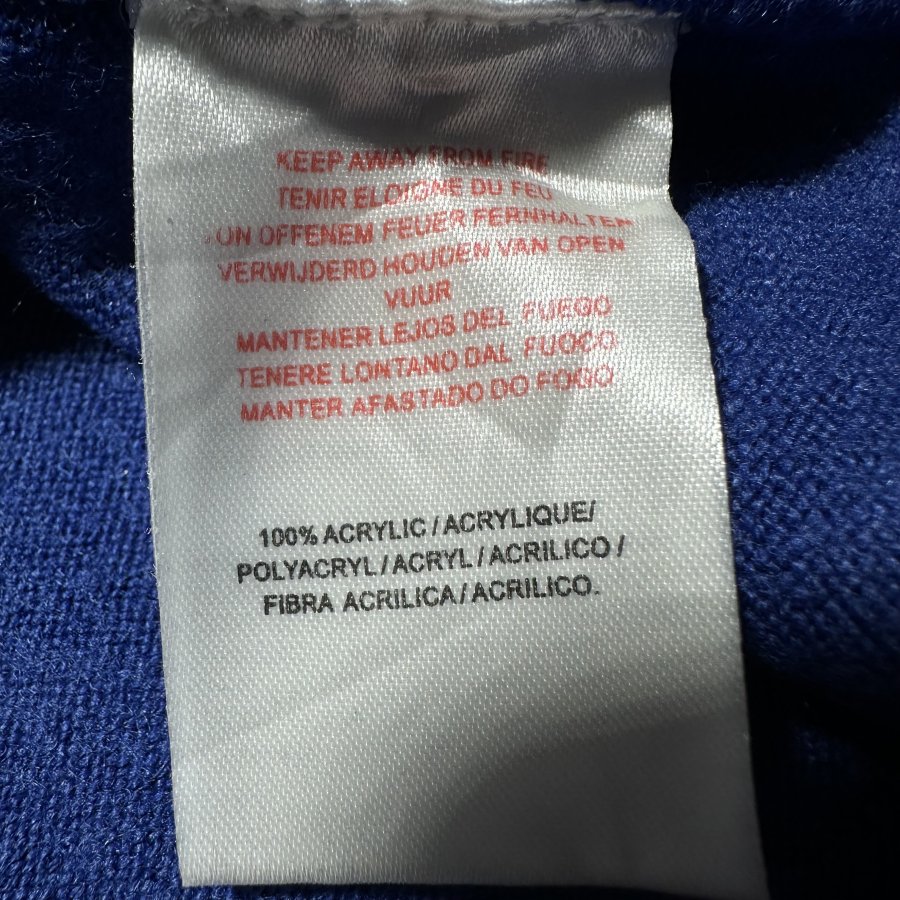 KEEP AWAY FROM FIRE
TENIR ELOIGNE DU FEU
VON OFFENEM FEUER FERNHALTEN
VERWIJDERD HOUDEN VAN OPEN
VUUR
MANTENER LEJOS DEL FUEGO
TENERE LONTANO DAL FUOCO
MANTER AFASTADO DO FOGO
100% ACRYLIC/ACRYLIQUE/
POLYACRYL/ACRYL/ACRILICO/
FIBRA ACRILICA/ACRILICO.